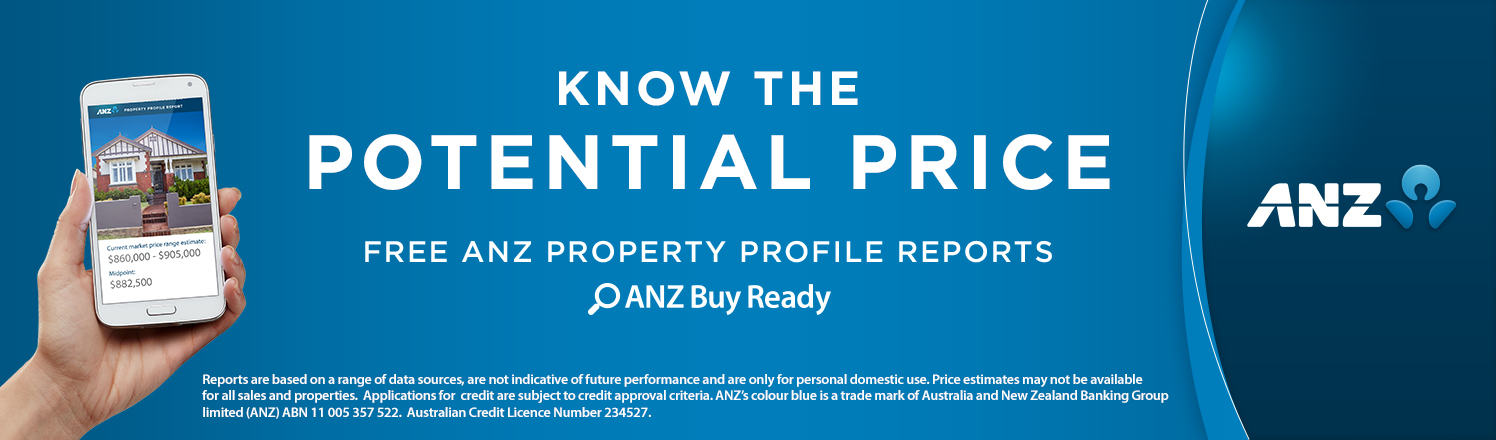 ANZ PROPERTY PROFILE REPORT
Current market price range estimate:
$860,000 - $905,000
Midpoint:
$882,500
KNOW THE
POTENTIAL PRICE
FREE ANZ PROPERTY PROFILE REPORTS
ANZ Buy Ready
Reports are based on a range of data sources, are not indicative of future performance and are only for personal domestic use. Price estimates may not be available
for all sales and properties.  Applications for  credit are subject to credit approval criteria. ANZ's colour blue is a trade mark of Australia and New Zealand Banking Group
limited (ANZ) ABN 11 005 357 522.  Australian Credit Licence Number 234527.
ANZ